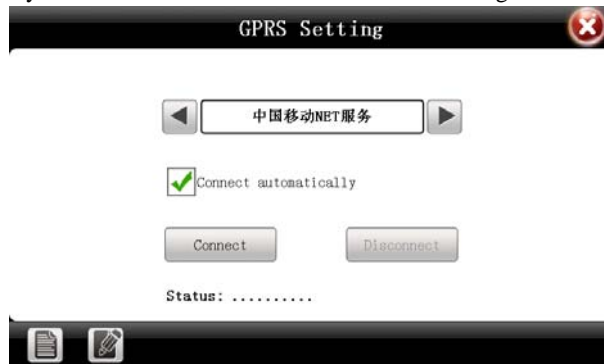 GPRS Setting
中国移动NET服务
Connect automatically
Connect
Disconnect
Status: ..........